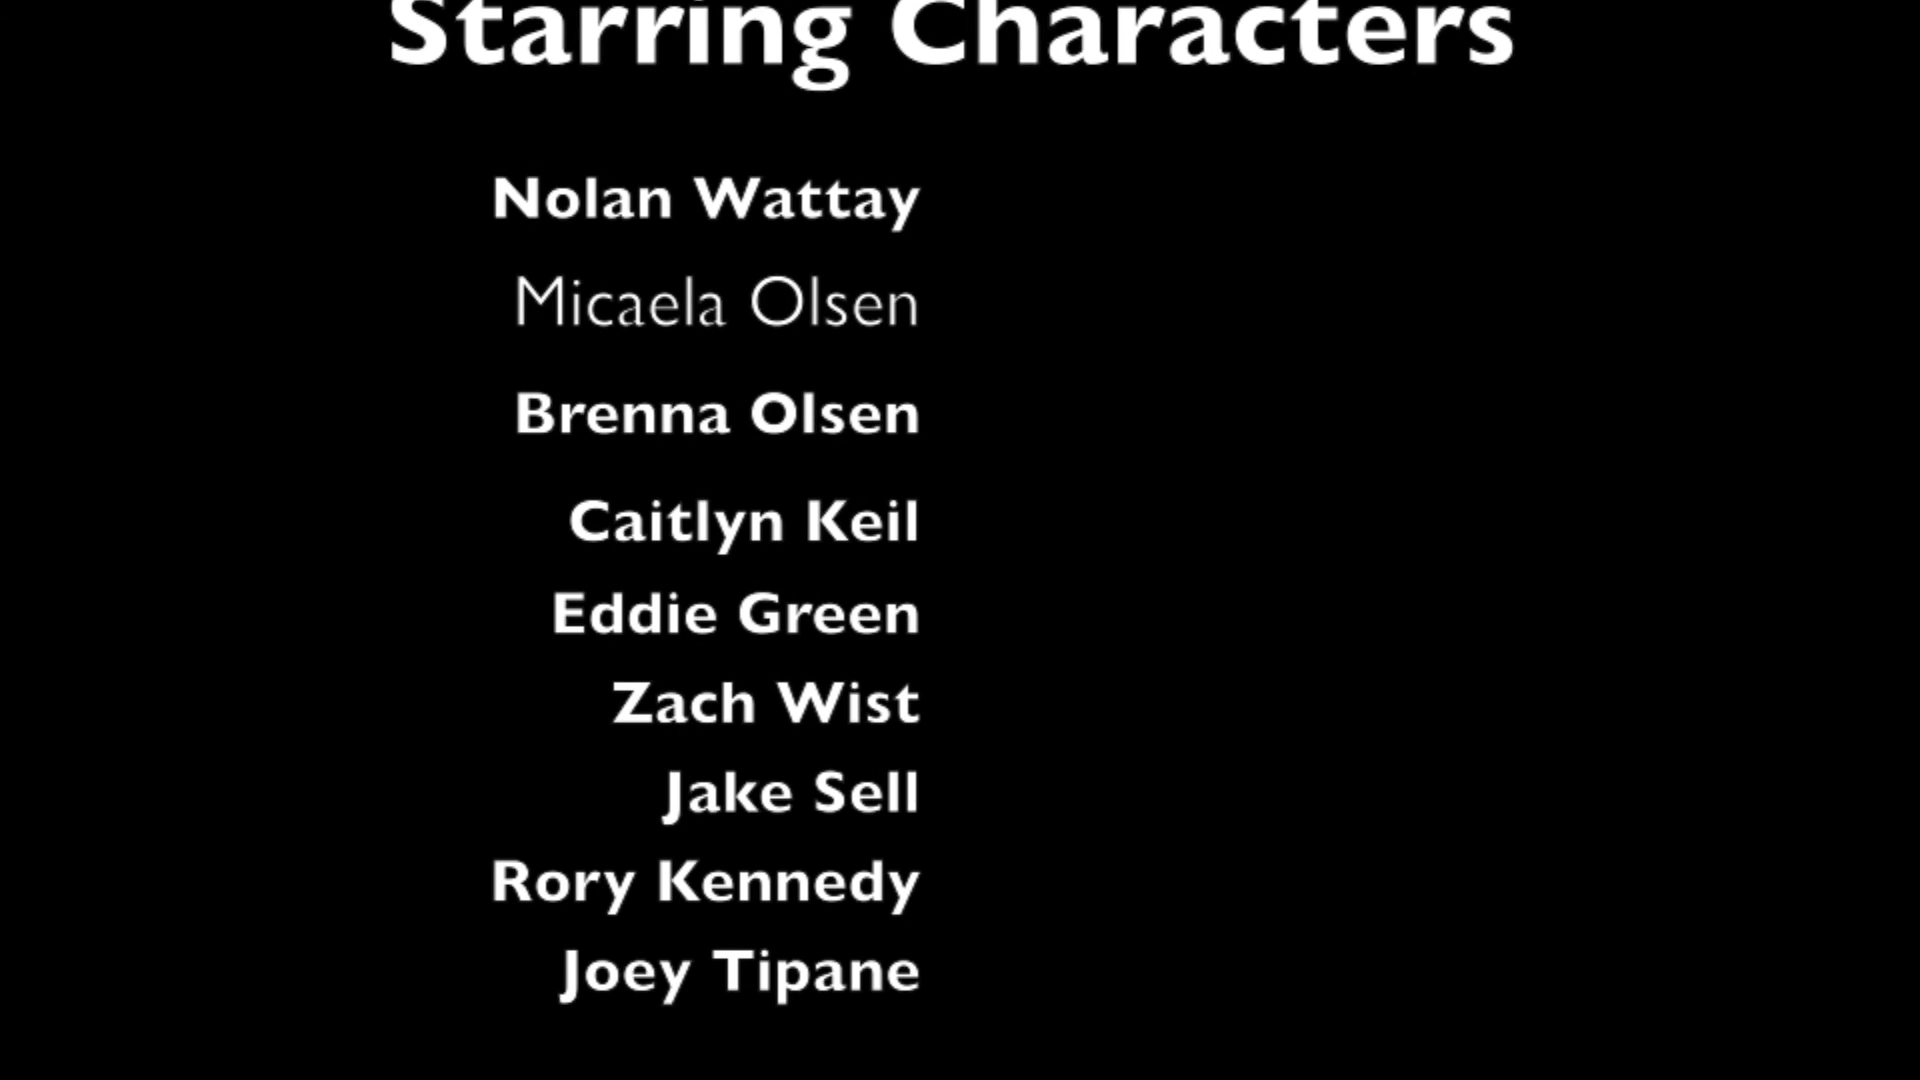 Starring Characters
Nolan Wattay
Micaela Olsen
Brenna Olsen
Caitlyn Keil
Eddie Green
Zach Wist
Jake Sell
Rory Kennedy
Joey Tipane